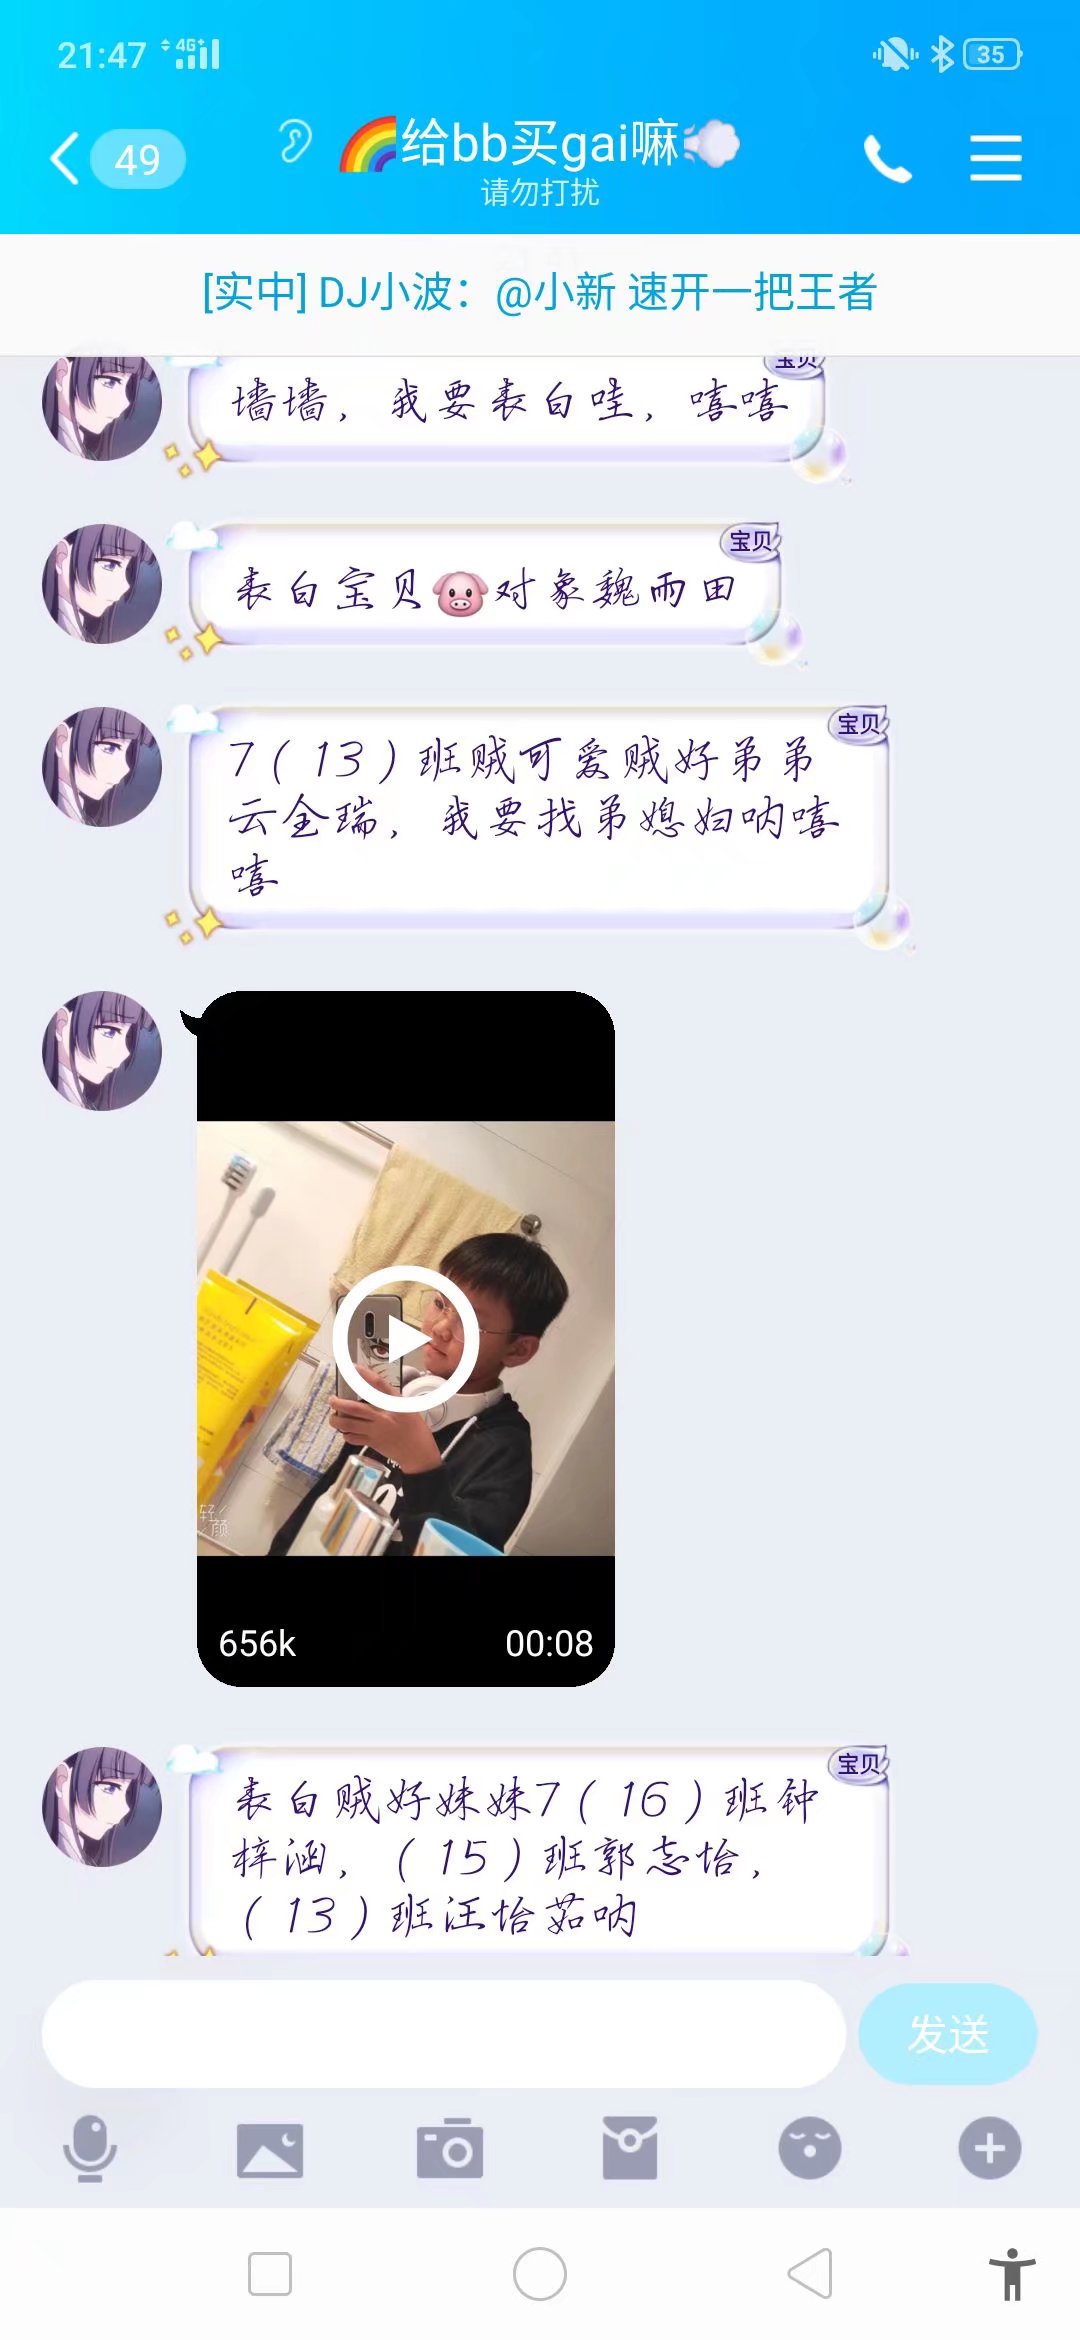 21:47
4G+
35
49
给bb买gai嘛
请勿打扰
[实中] DJ小波：@小新 速开一把王者
宝贝
墙墙，我要表白哇，嘻嘻
宝贝
表白宝贝🐷对象魏雨田
宝贝
7（13）班贼可爱贼好弟弟
云全瑞，我要找弟媳妇呐嘻
嘻
轻
颜
656k
00:08
宝贝
表白贼好妹妹7（16）班钟
梓涵，（15）班郭志怡，
（13）班汪怡茹呐
发送